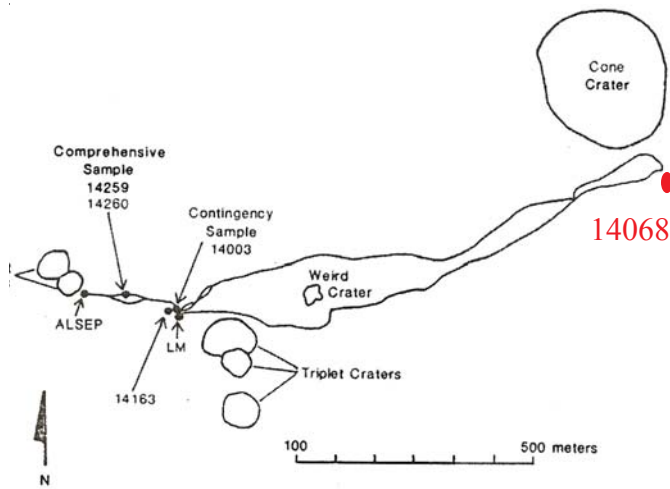 Cone
Crater
Comprehensive
Sample
14259
14260
Contingency
Sample
14003
14068
Weird
Crater
ALSEP
LM
14163
Triplet Craters
100
500 meters
N